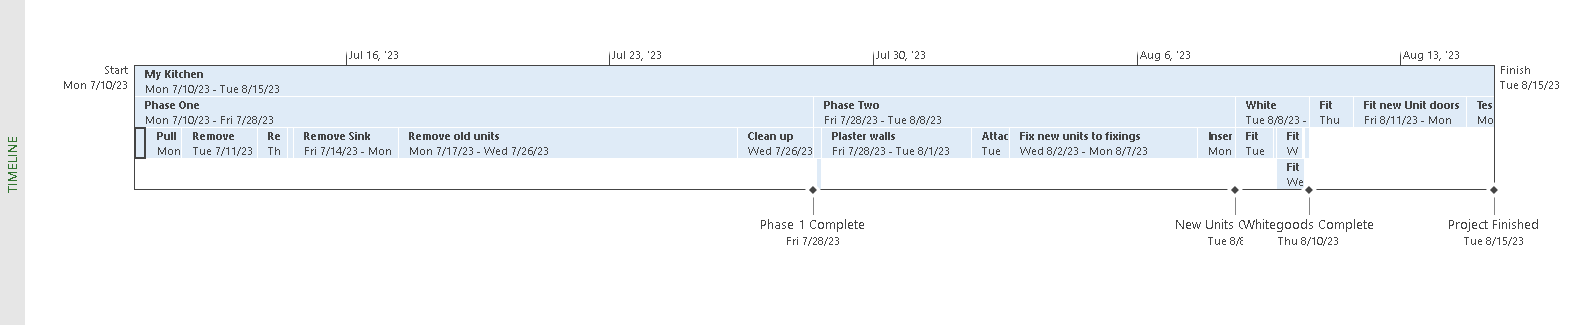 TIMELINE
Jul 16, '23
Jul 23, '23
Jul 30, '23
Aug 6, '23
Aug 13, '23
Start
Mon 7/10/23
Finish
Tue 8/15/23
My Kitchen
Mon 7/10/23 - Tue 8/15/23
Phase One
Mon 7/10/23 - Fri 7/28/23
Phase Two
Fri 7/28/23 - Tue 8/8/23
White
Tue 8/8/23 -
Fit
Thu
Fit new Unit doors
Fri 8/11/23 - Mon
Tes
Mo
Pull
Mon
Remove
Tue 7/11/23
Re
Th
Remove Sink
Fri 7/14/23 - Mon
Remove old units
Mon 7/17/23 - Wed 7/26/23
Clean up
Wed 7/26/23
Plaster walls
Fri 7/28/23 - Tue 8/1/23
Attac
Tue
Fix new units to fixings
Wed 8/2/23 - Mon 8/7/23
Inser
Mon
Fit
Tue
Fit
W
Fit
We
Phase 1 Complete
Fri 7/28/23
New Units
Tue 8/8
Whitegoods Complete
Thu 8/10/23
Project Finished
Tue 8/15/23